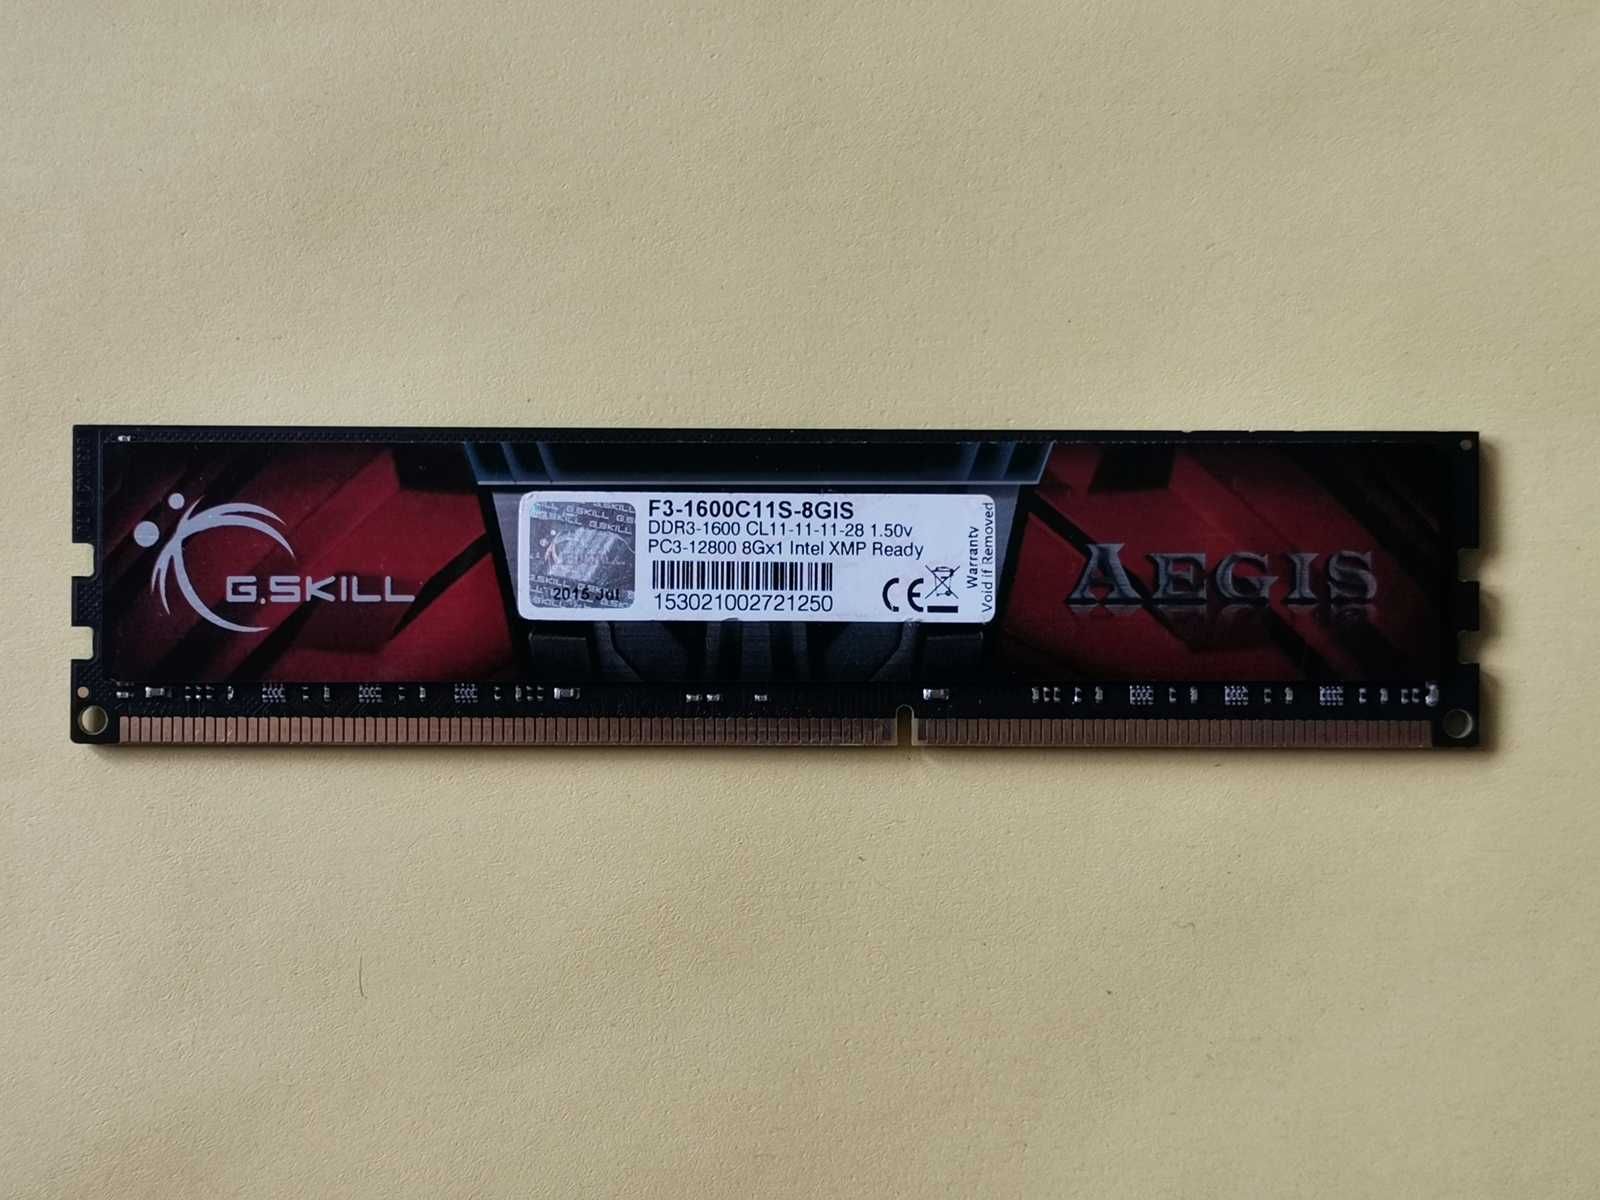 G.SKILL
F3-1600C11S-8GIS
DDR3-1600 CL11-11-11-28 1.50v
PC3-12800 8Gx1 Intel XMP Ready
153021002721250
2015 Jul
Warranty
Void if Removed
AEGIS